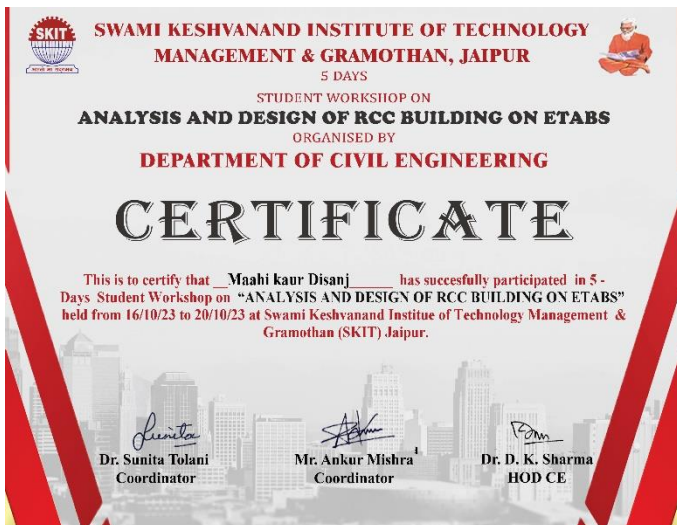 SKIT
SWAMI KESHVANAND INSTITUTE OF TECHNOLOGY
MANAGEMENT & GRAMOTHAN, JAIPUR
5 DAYS
STUDENT WORKSHOP ON
ANALYSIS AND DESIGN OF RCC BUILDING ON ETABS
ORGANISED BY
DEPARTMENT OF CIVIL ENGINEERING
CERTIFICATE
This is to certify that __Maahi kaur Disanj______ has succesfully participated in 5 -
Days Student Workshop on "ANALYSIS AND DESIGN OF RCC BUILDING ON ETABS"
held from 16/10/23 to 20/10/23 at Swami Keshvanand Institue of Technology Management &
Gramothan (SKIT) Jaipur.
Dr. Sunita Tolani Mr. Ankur Mishra Dr. D. K. Sharma
Coordinator Coordinator HOD CE